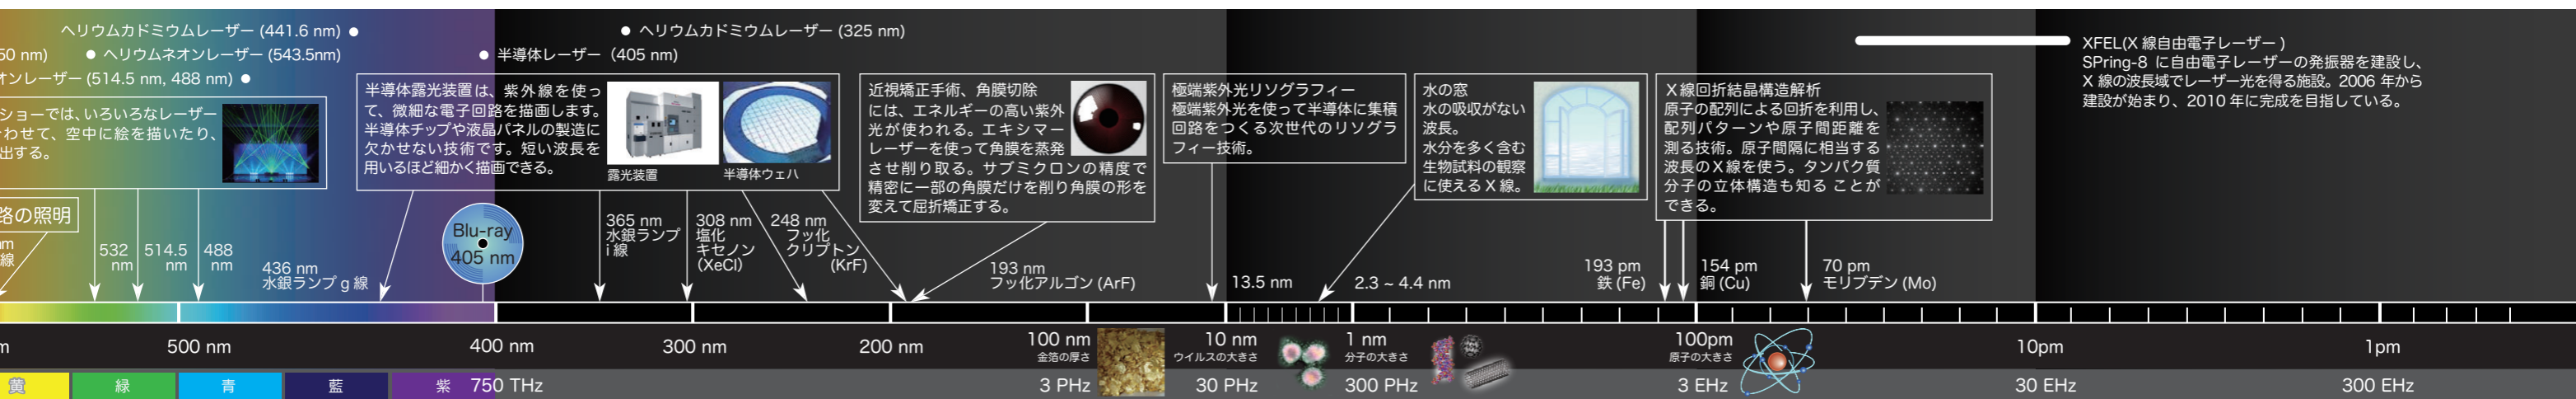 ヘリウムカドミウムレーザー (441.6 nm) ●
50 nm)
● ヘリウムネオンレーザー (543.5nm)
オンレーザー (514.5 nm, 488 nm) ●
● ヘリウムカドミウムレーザー (325 nm)
● 半導体レーザー (405 nm)
ショーでは、いろいろなレーザー
わせて、空中に絵を描いたり、
出する。
半導体露光装置は、紫外線を使っ
て、微細な電子回路を描画します。
半導体チップや液晶パネルの製造に
欠かせない技術です。短い波長を
用いるほど細かく描画できる。
露光装置
半導体ウェハ
近視矯正手術、角膜切除
には、エネルギーの高い紫外
光が使われる。エキシマー
レーザーを使って角膜を蒸発
させ削り取る。サブミクロンの精度で
精密に一部の角膜だけを削り角膜の形を
変えて屈折矯正する。
極端紫外光リソグラフィー
極端紫外光を使って半導体に集積
回路をつくる次世代のリソグラ
フィー技術。
水の窓
水の吸収がない
波長。
水分を多く含む
生物試料の観察
に使えるX線。
X線回折結晶構造解析
原子の配列による回折を利用し、
配列パターンや原子間距離を
測る技術。原子間隔に相当する
波長のX線を使う。タンパク質
分子の立体構造も知る ことが
できる。
XFEL(X 線自由電子レーザー )
SPring-8 に自由電子レーザーの発振器を建設し、
X 線の波長域でレーザー光を得る施設。2006 年から
建設が始まり、2010 年に完成を目指している。
路の照明
nm
線
532
nm
514.5
nm
488
nm
436 nm
水銀ランプ g 線
Blu-ray
405 nm
365 nm
水銀ランプ
i 線
308 nm
塩化
キセノン
(XeCl)
248 nm
フッ化
クリプトン
(KrF)
193 nm
フッ化アルゴン (ArF)
13.5 nm
2.3 ~ 4.4 nm
193 pm
鉄 (Fe)
154 pm
銅 (Cu)
70 pm
モリブデン (Mo)
m
500 nm
400 nm
300 nm
200 nm
100 nm
金箔の厚さ
10 nm
ウイルスの大きさ
1 nm
分子の大きさ
100pm
原子の大きさ
10pm
1pm
黄
緑
青
藍
紫
750 THz
3 PHz
30 PHz
300 PHz
3 EHz
30 EHz
300 EHz